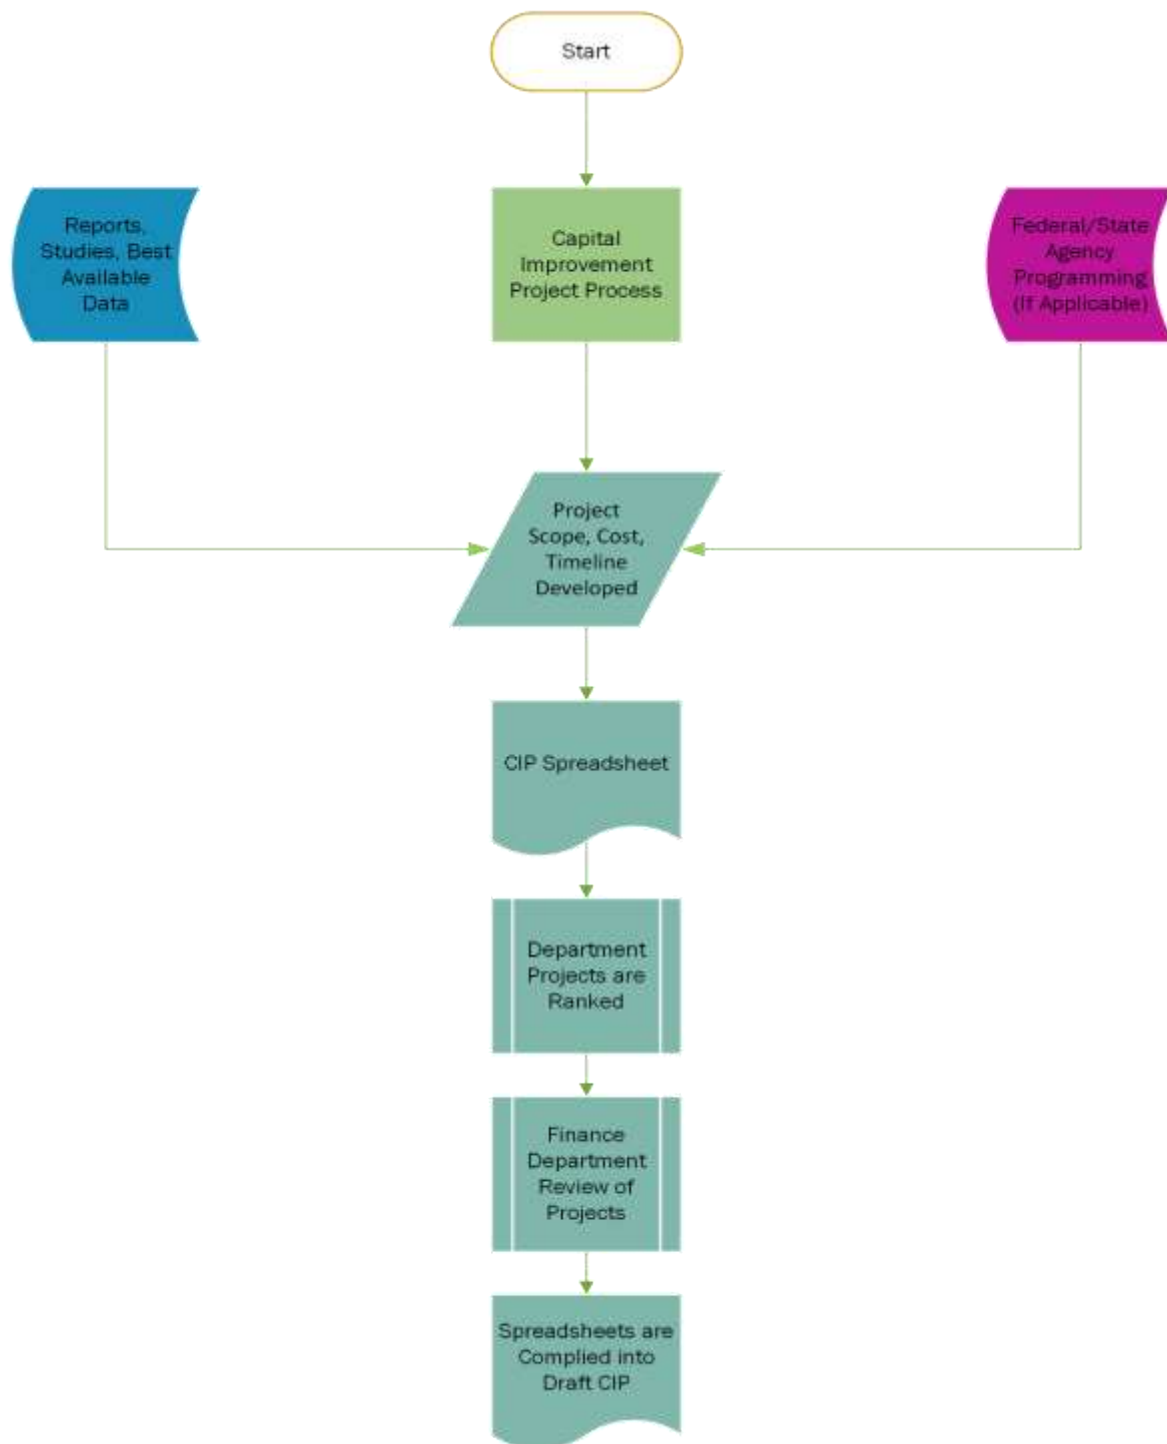 Start
Reports,
Studies, Best
Available
Data
Capital
Improvement
Project Process
Federal/State
Agency
Programming
(If Applicable)
Project
Scope, Cost,
Timeline
Developed
CIP Spreadsheet
Department
Projects are
Ranked
Finance
Department
Review of
Projects
Spreadsheets are
Complied into
Draft CIP